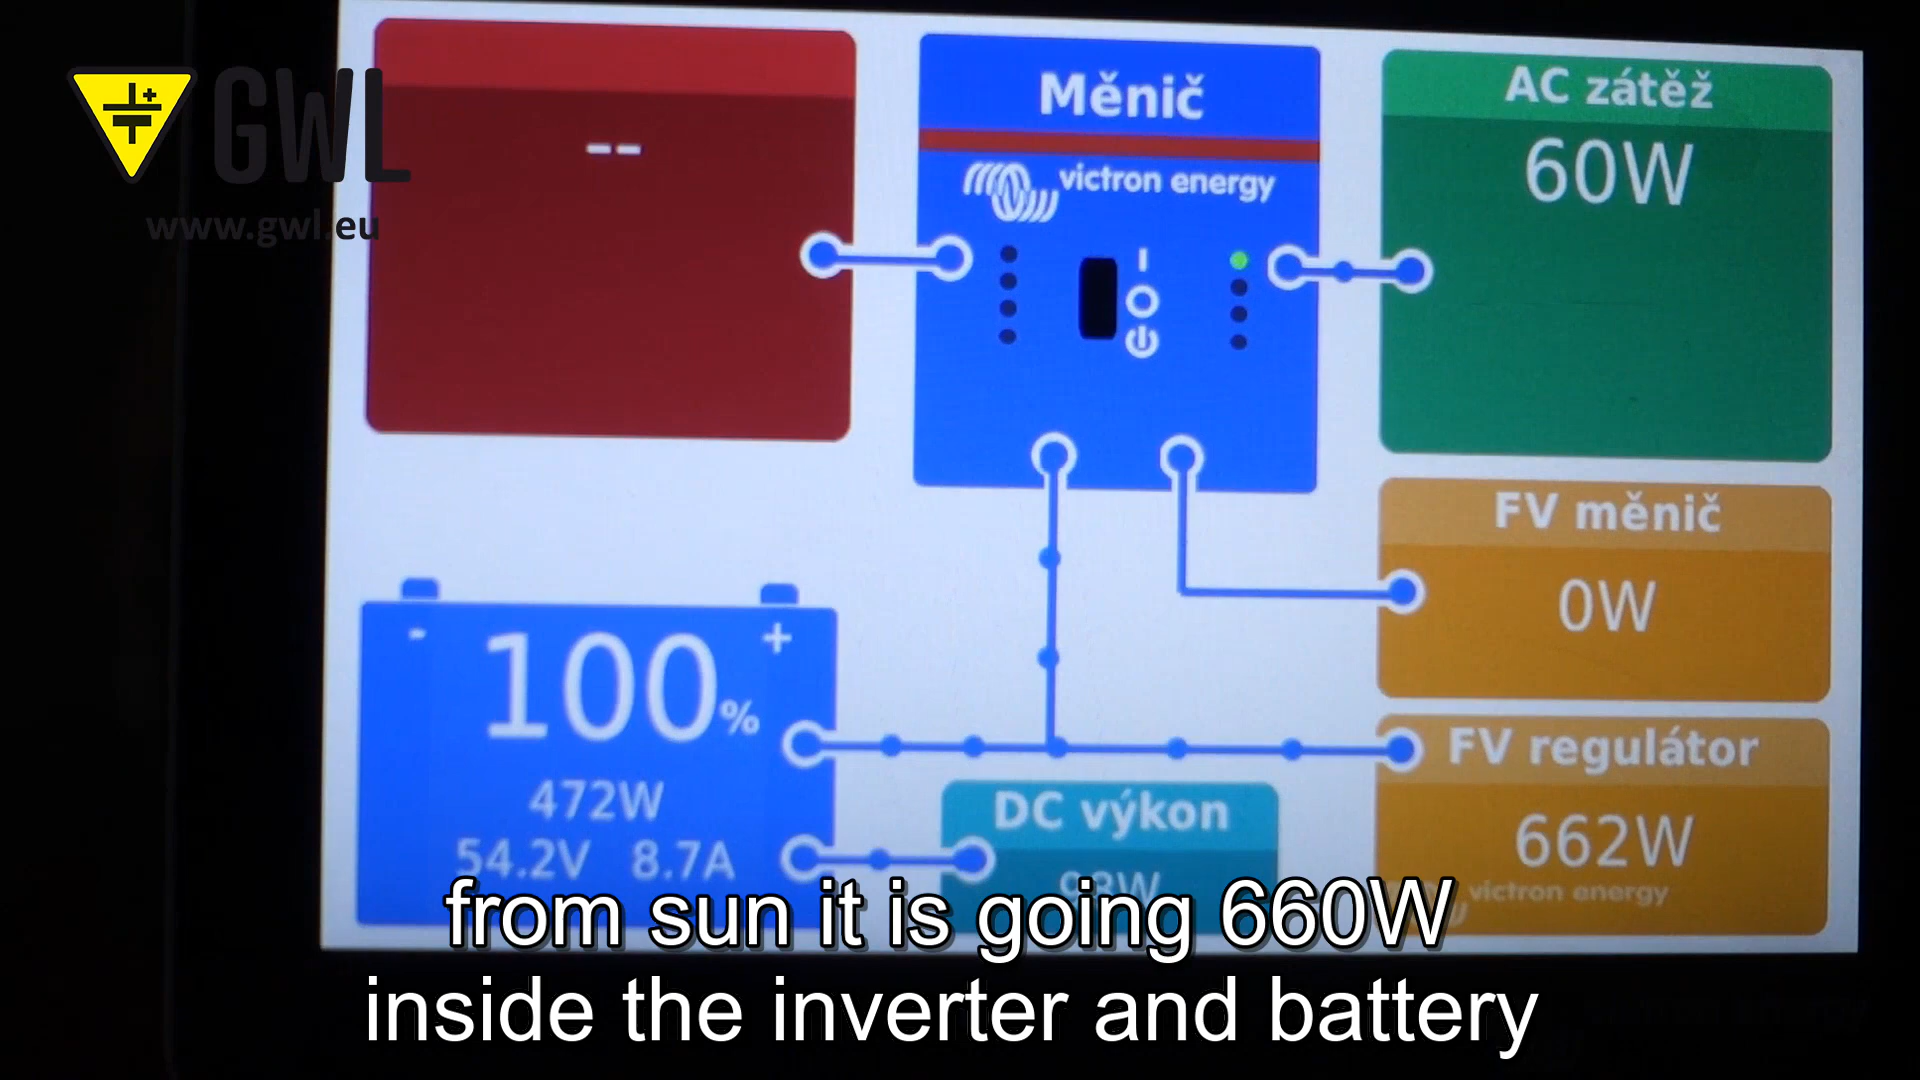 GWL
www.gwl.eu
--
Měnič
victron energy
AC zátěž
60W
FV měnič
0W
- +
100%
472W
54.2V 8.7A
DC výkon
98W
FV regulátor
662W
victron energy
from sun it is going 660W
inside the inverter and battery